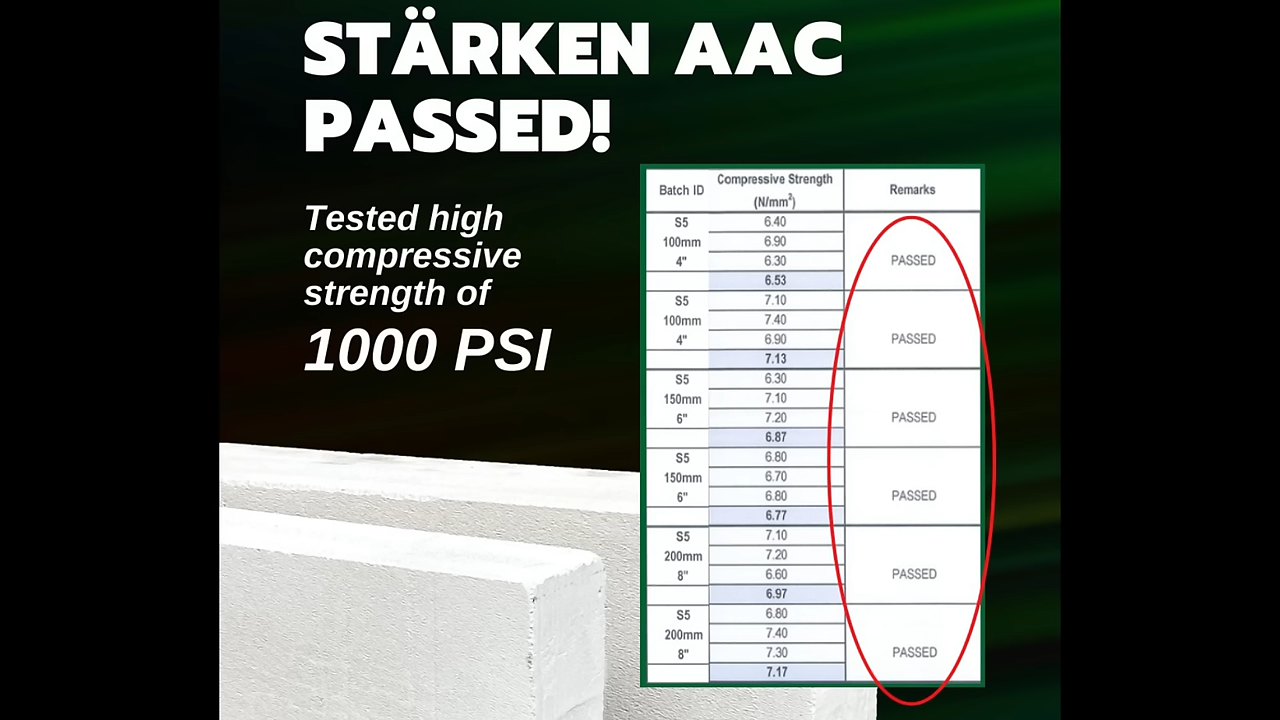 STÄRKEN AAC
PASSED!
Tested high
compressive
strength of
1000 PSI
Batch ID Compressive Strength (N/mm²) Remarks
S5 6.40
100mm 6.90 PASSED
4" 6.30
6.53
S5 7.10
100mm 7.40 PASSED
4" 6.90
7.13
S5 6.30
150mm 7.10 PASSED
6" 7.20
6.87
S5 6.80
150mm 6.70 PASSED
6" 6.80
6.77
S5 7.10
200mm 7.20 PASSED
8" 6.60
6.97
S5 6.80
200mm 7.40 PASSED
8" 7.30
7.17